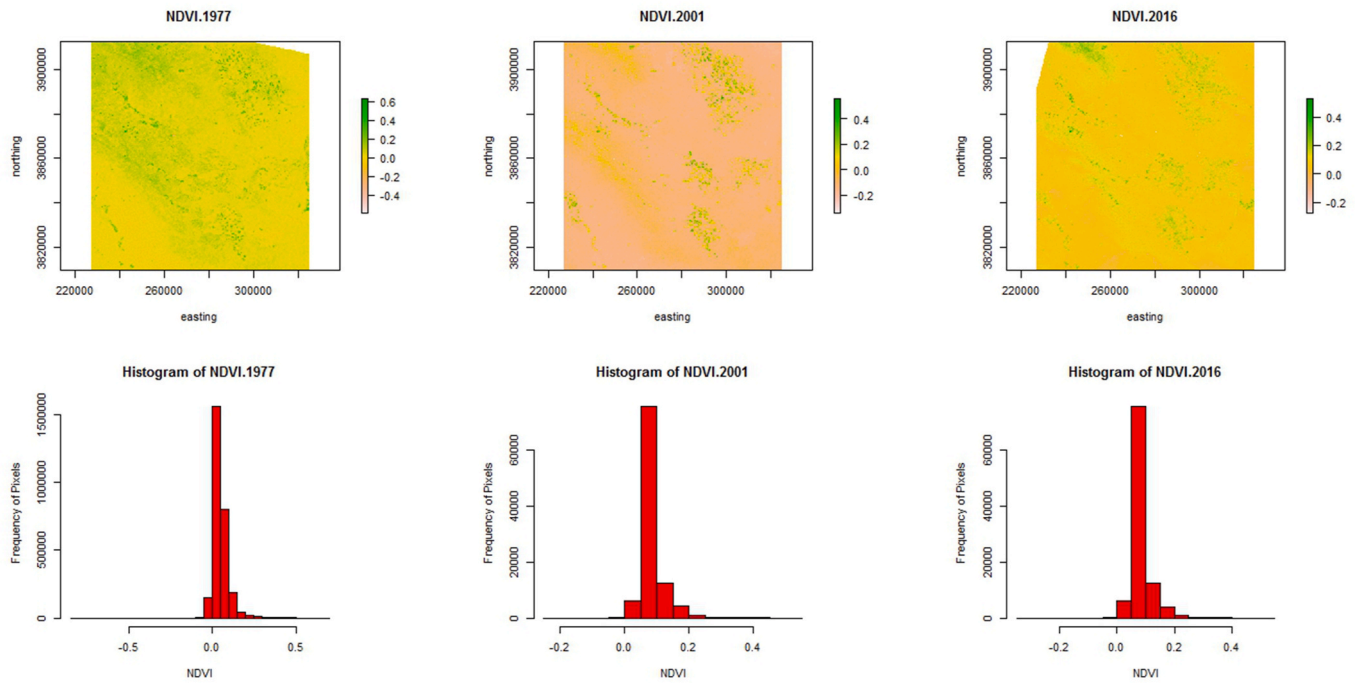 NDVI.1977
NDVI.2001
NDVI.2016
northing
3900000
3860000
3820000
220000 260000 300000
easting
0.6
0.4
0.2
0.0
-0.2
-0.4
northing
3900000
3860000
3820000
220000 260000 300000
easting
0.4
0.2
0.0
-0.2
northing
3900000
3860000
3820000
220000 260000 300000
easting
0.4
0.2
0.0
-0.2
Histogram of NDVI.1977
Histogram of NDVI.2001
Histogram of NDVI.2016
Frequency of Pixels
1500000
1000000
500000
0
-0.5 0.0 0.5
NDVI
Frequency of Pixels
60000
40000
20000
0
-0.2 0.0 0.2 0.4
NDVI
Frequency of Pixels
60000
40000
20000
0
-0.2 0.0 0.2 0.4
NDVI